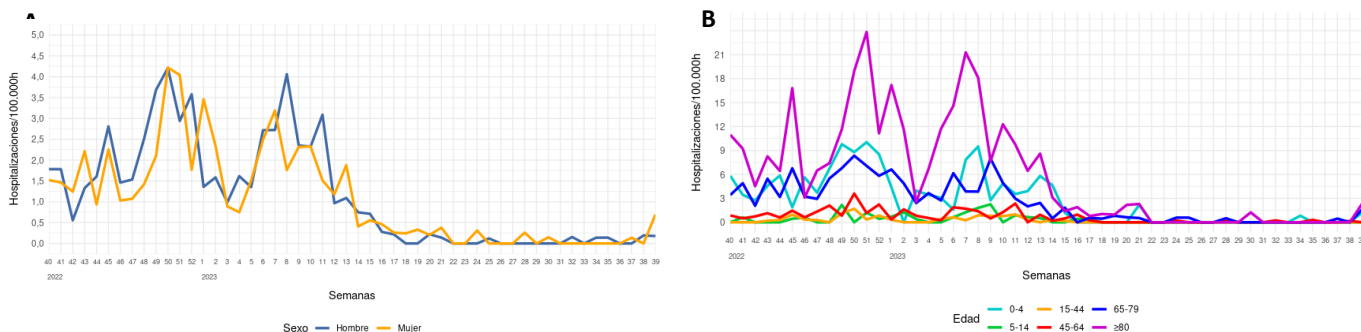 A
Hospitalizaciones/100.000h
5,0
4,5
4,0
3,5
3,0
2,5
2,0
1,5
1,0
0,5
0,0
40 41 42 43 44 45 46 47 48 49 50 51 52 1 2 3 4 5 6 7 8 9 10 11 12 13 14 15 16 17 18 19 20 21 22 23 24 25 26 27 28 29 30 31 32 33 34 35 36 37 38 39
2022 2023
Semanas
Sexo Hombre Mujer
B
Hospitalizaciones/100.000h
21
18
15
12
9
6
3
0
40 41 42 43 44 45 46 47 48 49 50 51 52 1 2 3 4 5 6 7 8 9 10 11 12 13 14 15 16 17 18 19 20 21 22 23 24 25 26 27 28 29 30 31 32 33 34 35 36 37 38
2022 2023
Semanas
Edad 0-4 15-44 65-79
5-14 45-64 ≥80